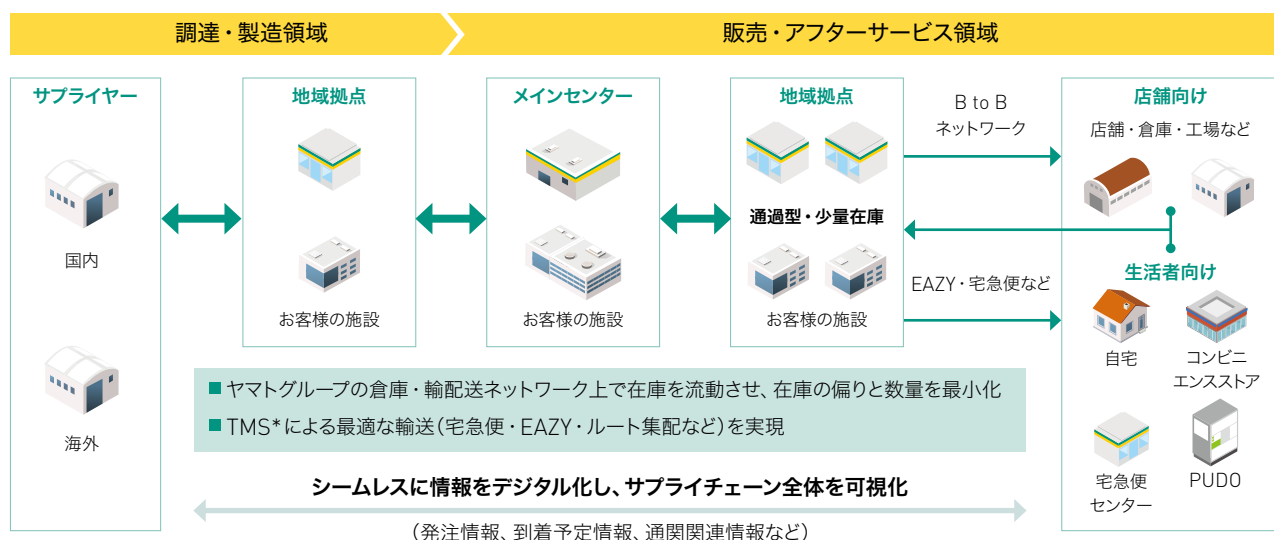 調達・製造領域
販売・アフターサービス領域
サプライヤー
国内
海外
地域拠点
お客様の施設
メインセンター
お客様の施設
地域拠点
通過型・少量在庫
お客様の施設
B to B
ネットワーク
EAZY・宅急便など
店舗向け
店舗・倉庫・工場など
生活者向け
自宅
コンビニ
エンスストア
宅急便
センター
PUDO
■ヤマトグループの倉庫・輸配送ネットワーク上で在庫を流動させ、在庫の偏りと数量を最小化
■TMS*による最適な輸送(宅急便・EAZY・ルート集配など)を実現
シームレスに情報をデジタル化し、サプライチェーン全体を可視化
(発注情報、到着予定情報、通関関連情報など)